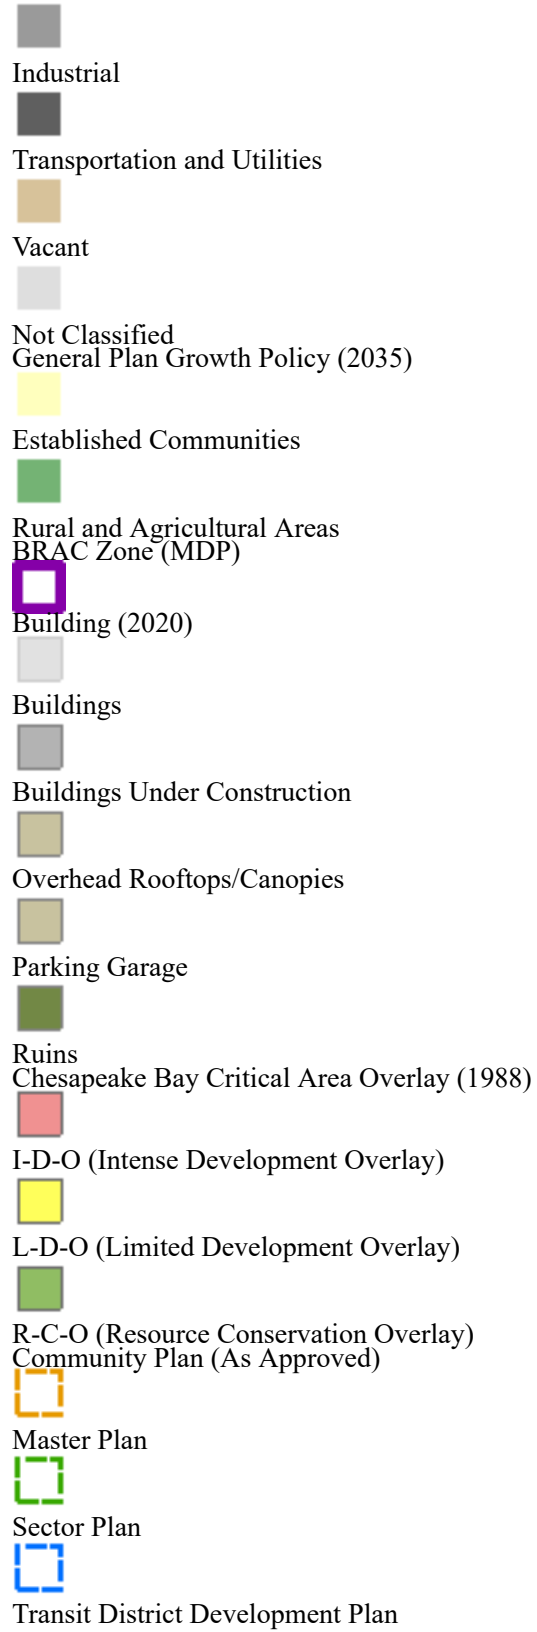 Industrial
Transportation and Utilities
Vacant
Not Classified
General Plan Growth Policy (2035)
Established Communities
Rural and Agricultural Areas
BRAC Zone (MDP)
Building (2020)
Buildings
Buildings Under Construction
Overhead Rooftops/Canopies
Parking Garage
Ruins
Chesapeake Bay Critical Area Overlay (1988)
I-D-O (Intense Development Overlay)
L-D-O (Limited Development Overlay)
R-C-O (Resource Conservation Overlay)
Community Plan (As Approved)
Master Plan
Sector Plan
Transit District Development Plan